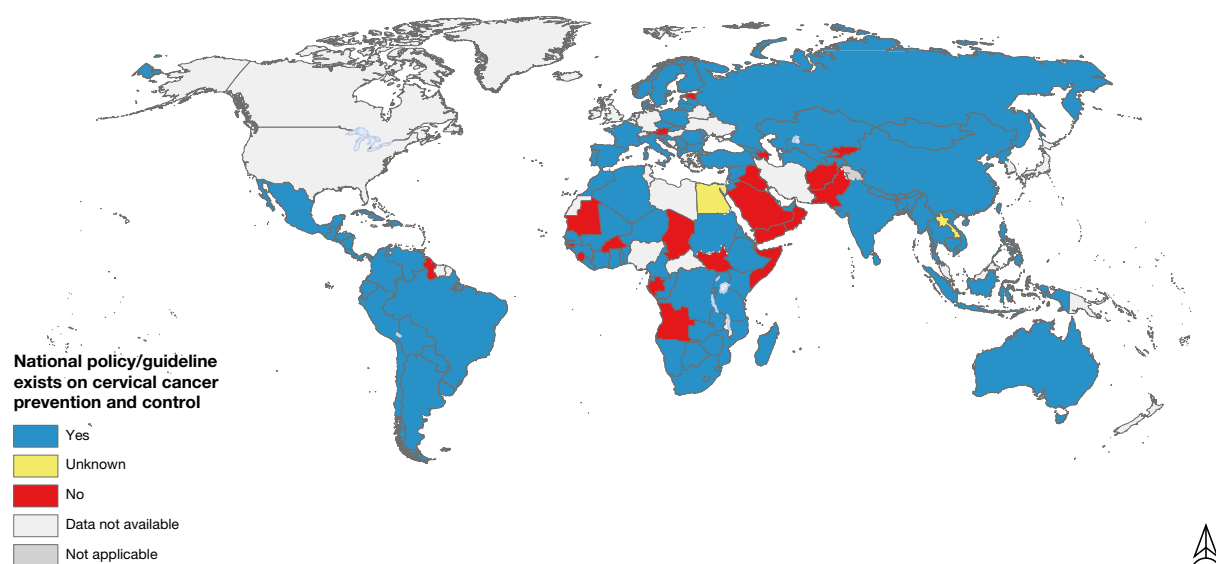 National policy/guideline
exists on cervical cancer
prevention and control
Yes
Unknown
No
Data not available
Not applicable